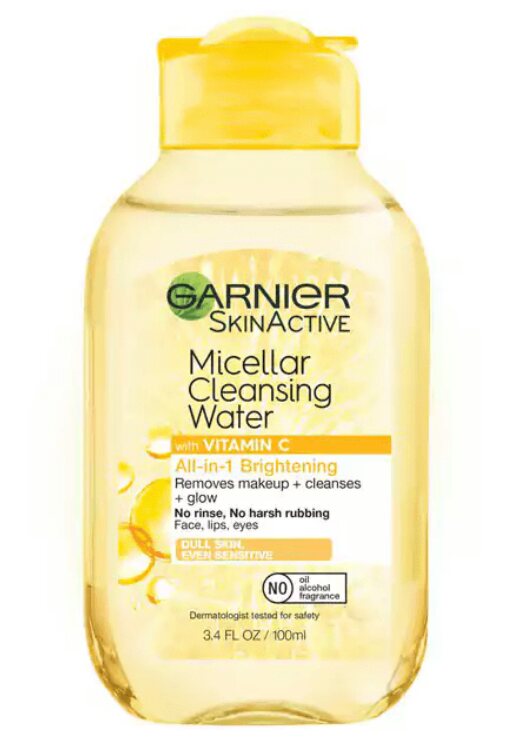 GARNIER
SKINACTIVE
Micellar
Cleansing
Water
with VITAMIN C
All-in-1 Brightening
Removes makeup + cleanses
+ glow
No rinse, No harsh rubbing
Face, lips, eyes
DULL SKIN,
EVEN SENSITIVE
NO oil
alcohol
fragrance
Dermatologist tested for safety
3.4 FL OZ / 100ml